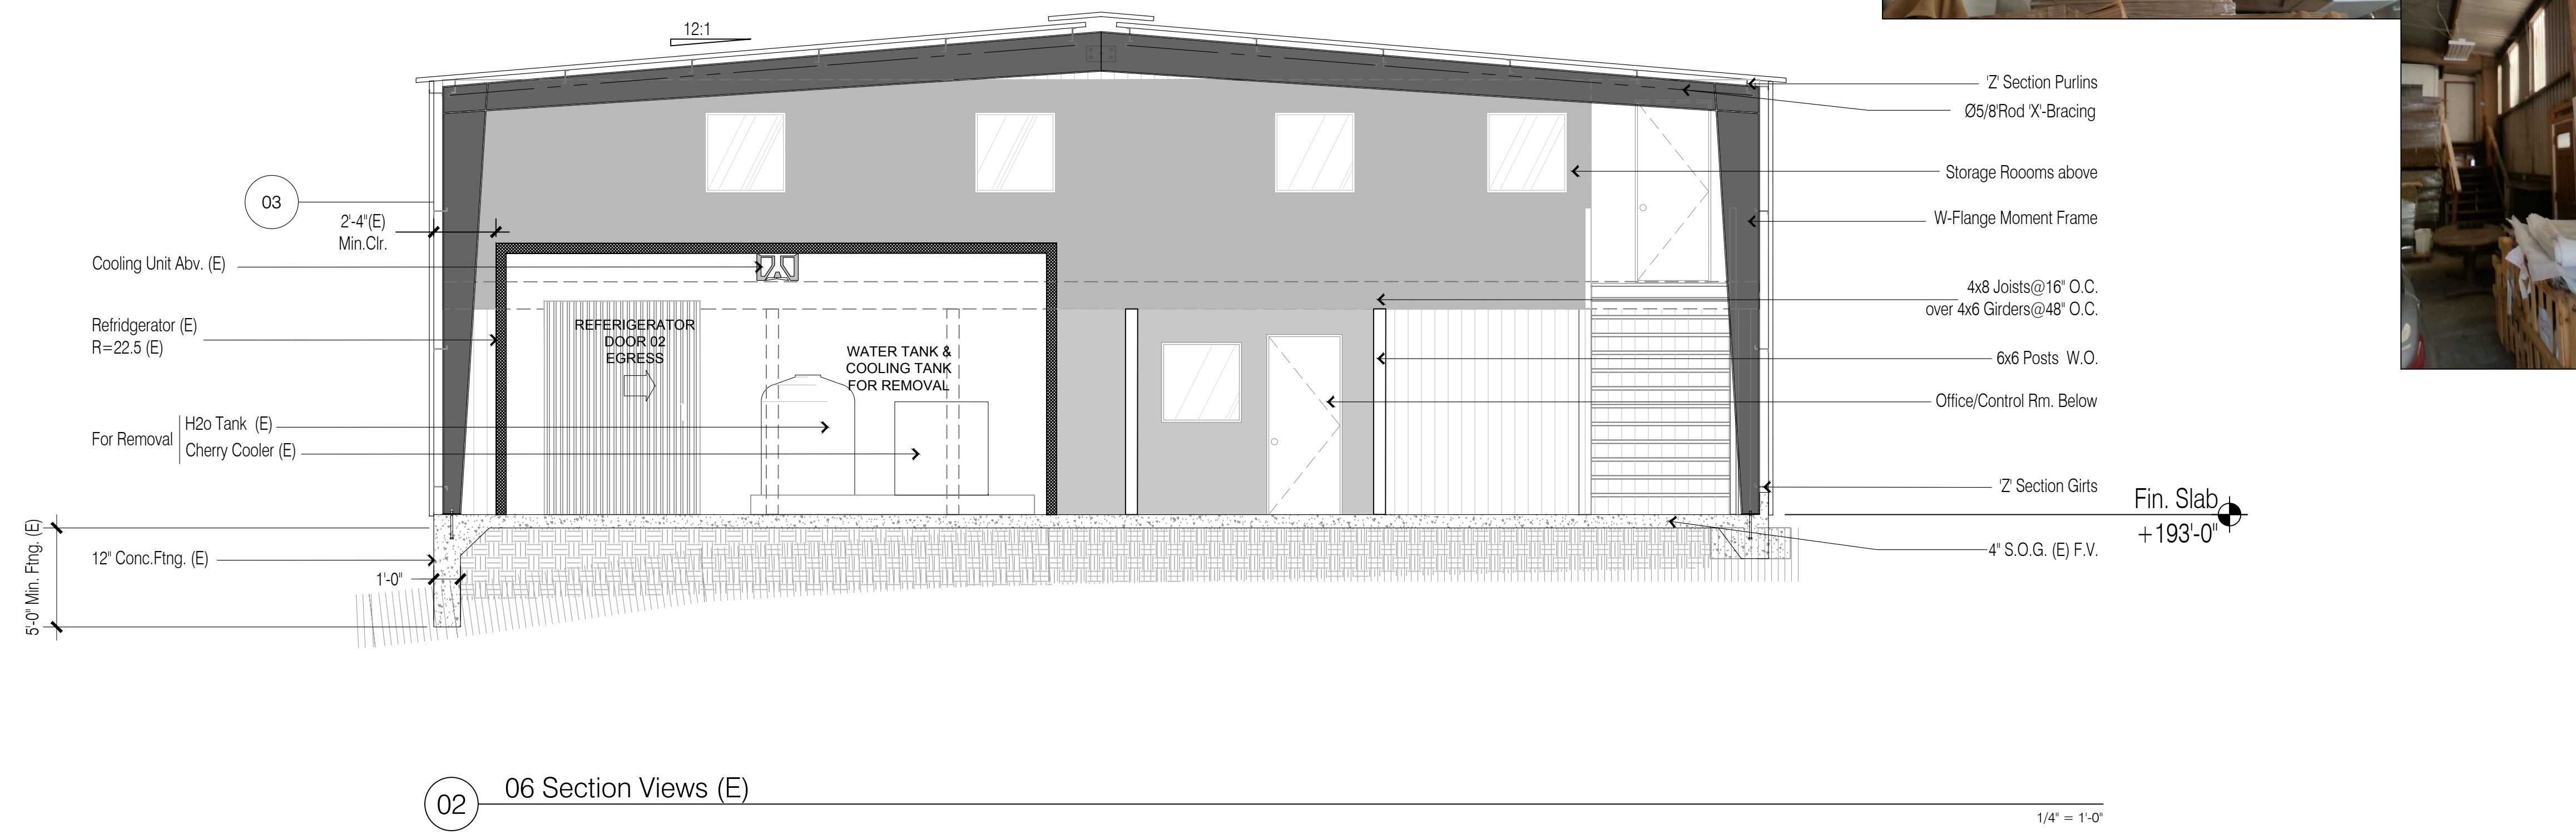 12:1
'Z' Section Purlins
Ø5/8'Rod 'X'-Bracing
Storage Roooms above
03
2'-4"(E)
Min.Clr.
W-Flange Moment Frame
Cooling Unit Abv. (E)
4x8 Joists@16" O.C.
over 4x6 Girders@48" O.C.
Refridgerator (E)
R=22.5 (E)
REFERIGERATOR
DOOR 02
EGRESS
WATER TANK &
COOLING TANK
FOR REMOVAL
6x6 Posts W.O.
Office/Control Rm. Below
For Removal
H2o Tank (E)
Cherry Cooler (E)
'Z' Section Girts
Fin. Slab
+193'-0"
5'-0" Min. Ftng. (E)
12" Conc.Ftng. (E)
1'-0"
4" S.O.G. (E) F.V.
02
06 Section Views (E)
1/4" = 1'-0"